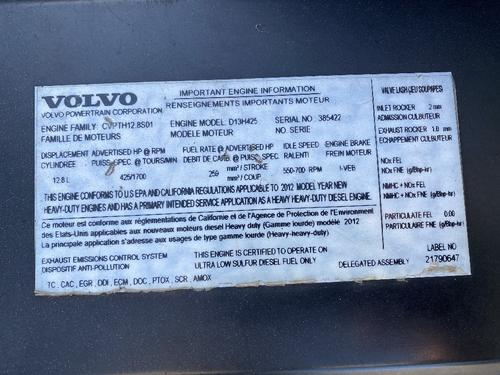 VOLVO
VOLVO POWERTRAIN CORPORATION
IMPORTANT ENGINE INFORMATION
RENSEIGNEMENTS IMPORTANTS MOTEUR
ENGINE FAMILY: CVPTH12.8S01 ENGINE MODEL: D13H425 SERIAL NO : 385422
FAMILLE DE MOTEURS MODELE MOTEUR NO SERIE
DISPLACEMENT ADVERTISED HP @ RPM FUEL RATE @ ADVERTISED HP IDLE SPEED ENGINE BRAKE
CYLINDREE PUISS. SPEC @ TOURS/MIN DEBIT DE CARB @ PUISS. SPEC RALENTI FREIN MOTEUR
12.8 L 425/1700 259 mm³ / STROKE 550-700 RPM I-VEB
mm³ / COUP
THIS ENGINE CONFORMS TO U.S EPA AND CALIFORNIA REGULATIONS APPLICABLE TO 2012 MODEL YEAR NEW
HEAVY-DUTY ENGINES AND HAS A PRIMARY INTENDED SERVICE APPLICATION AS A HEAVY HEAVY-DUTY DIESEL ENGINE.
Ce moteur est conforme aux réglementations de Californie et de l'Agence de Protection de l'Environment
des Etats-Unis applicables aux nouveaux moteurs diesel Heavy duty (Gamme lourde) modèle 2012
La principale application s'adresse aux usages de type gamme lourde (Heavy-heavy-duty)
EXHAUST EMISSIONS CONTROL SYSTEM THIS ENGINE IS CERTIFIED TO OPERATE ON
DISPOSITIF ANTI-POLLUTION ULTRA LOW SULFUR DIESEL FUEL ONLY DELEGATED ASSEMBLY
TC , CAC , EGR , DDI , ECM , DOC , PTOX , SCR , AMOX
VALVE LASH/JEU SOUPAPES
INLET ROCKER .2 mm
ADMISSION CULBUTEUR
EXHAUST ROCKER 1.0 mm
ECHAPPEMENT CULBUTEUR
NOx FEL
NOx FNE (g/Bhp-hr)
NMHC + NOx FEL
NMHC + NOx FNE (g/Bhp-hr)
PARTICULATE FEL 0.00
PARTICULAIRE FNE (g/Bhp-hr)
LABEL NO
21790647